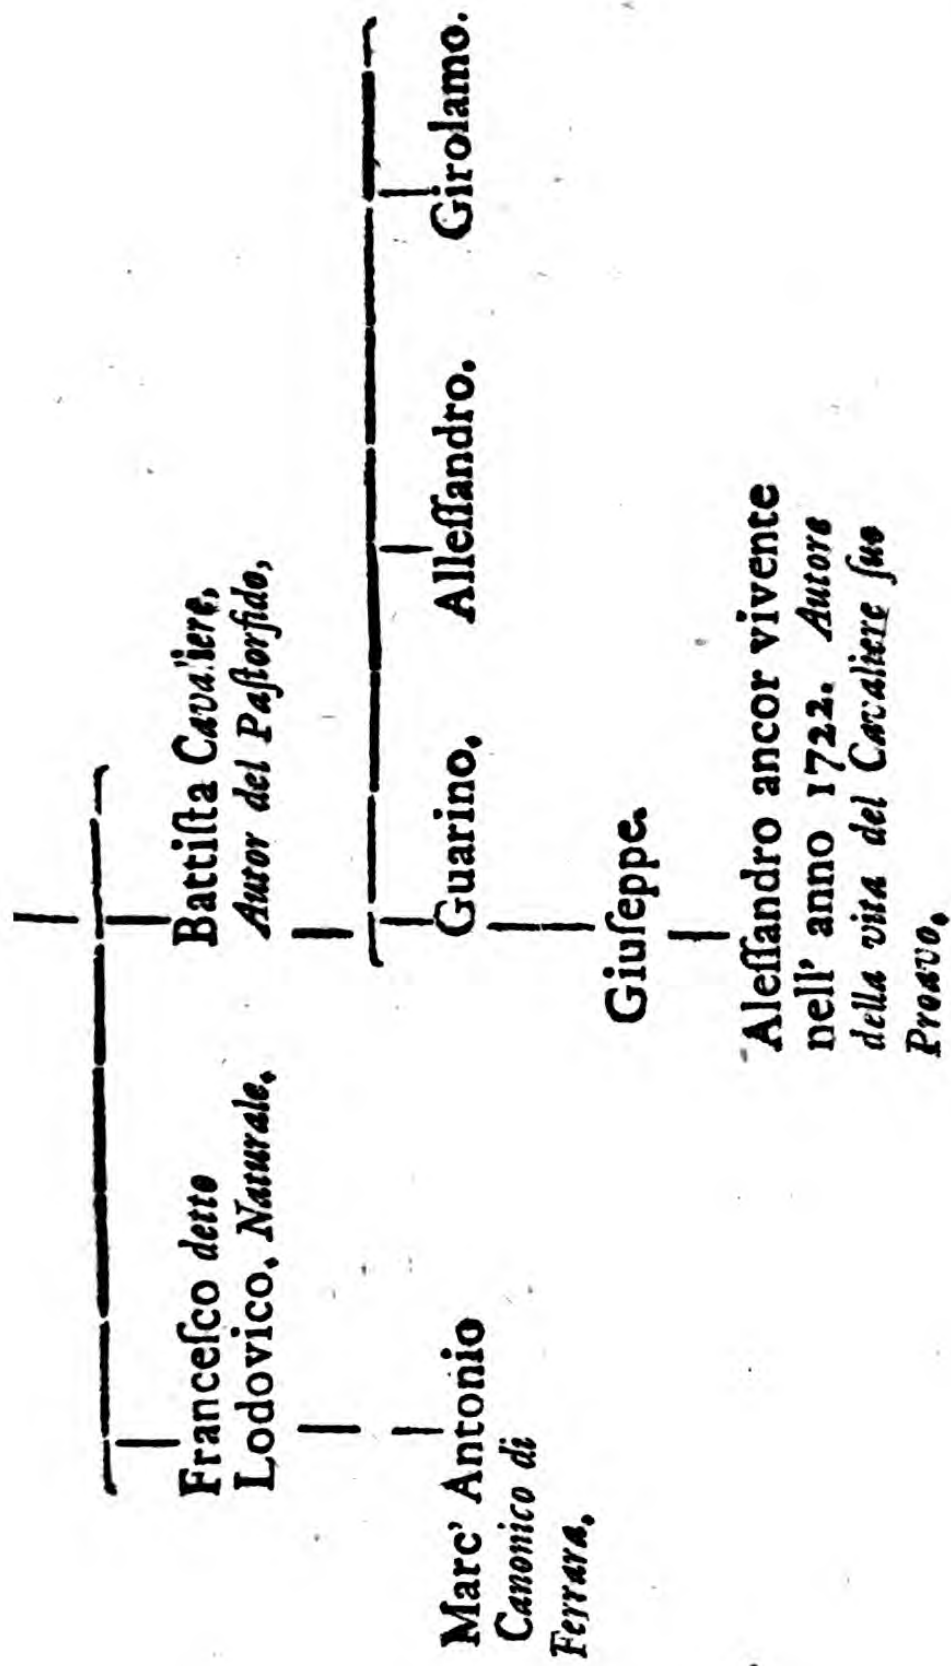 Franceſco detto
Lodovico, Naturale,
Battiſta Cavaliere,
Autor del Paſtorfido,
Marc' Antonio
Canonico di
Ferrara,
Guarino,
Alleſſandro.
Girolamo.
Giuſeppe.
Aleſſandro ancor vivente
nell' anno 1722. Autore
della vita del Cavaliere ſuo
Proavo,